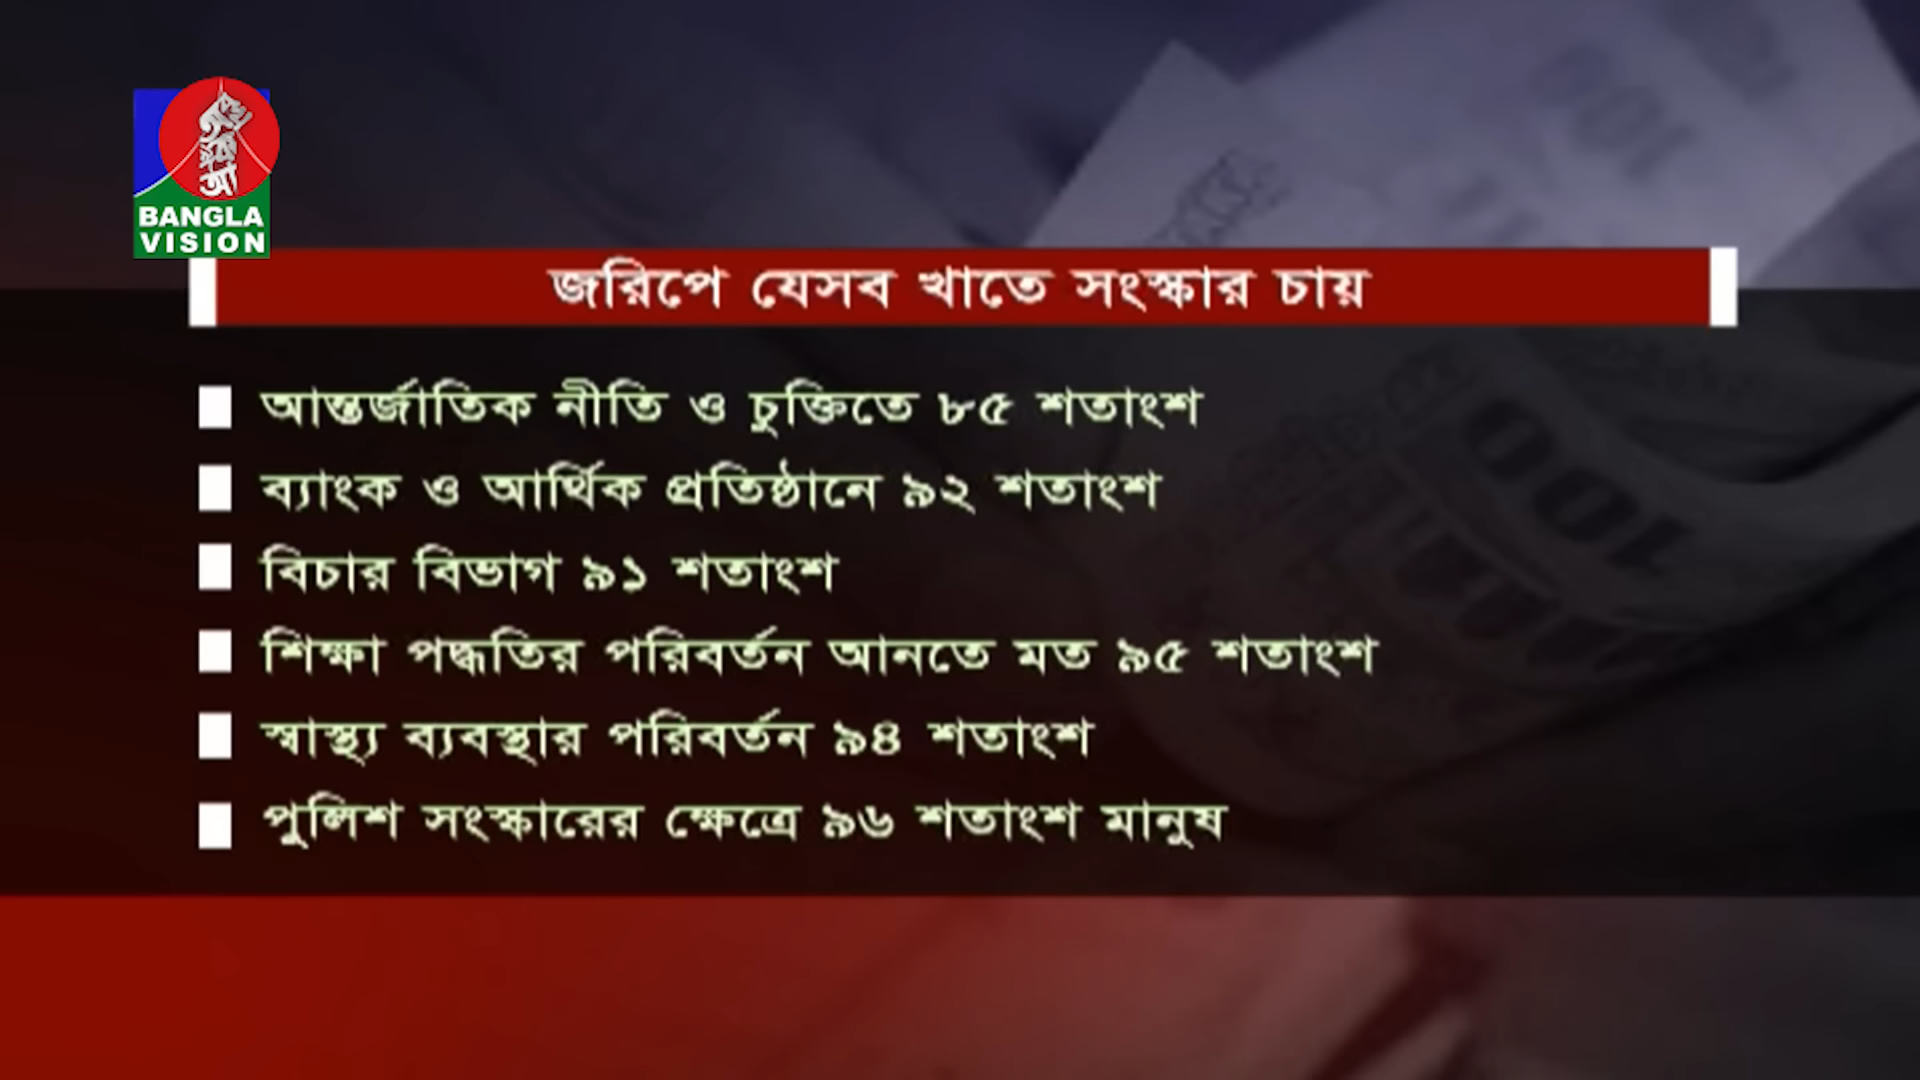 BANGLA
VISION
জরিপে যেসব খাতে সংস্কার চায়
আন্তর্জাতিক নীতি ও চুক্তিতে ৮৫ শতাংশ
ব্যাংক ও আর্থিক প্রতিষ্ঠানে ৯২ শতাংশ
বিচার বিভাগ ৯১ শতাংশ
শিক্ষা পদ্ধতির পরিবর্তন আনতে মত ৯৫ শতাংশ
স্বাস্থ্য ব্যবস্থার পরিবর্তন ৯৪ শতাংশ
পুলিশ সংস্কারের ক্ষেত্রে ৯৬ শতাংশ মানুষ